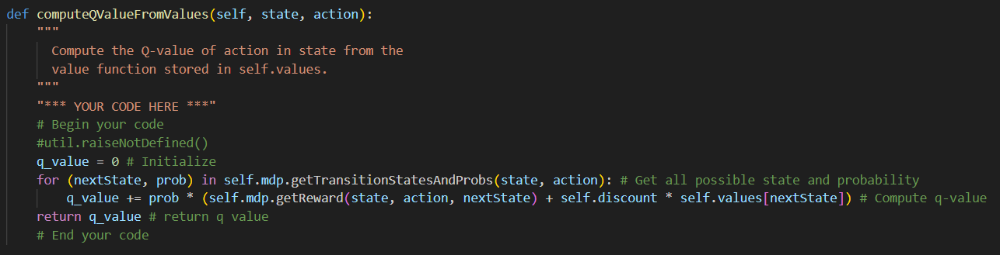 def computeQValueFromValues(self, state, action):
"""
Compute the Q-value of action in state from the
value function stored in self.values.
"""
"*** YOUR CODE HERE ***"
# Begin your code
#util.raiseNotDefined()
q_value = 0 # Initialize
for (nextState, prob) in self.mdp.getTransitionStatesAndProbs(state, action): # Get all possible state and probability
q_value += prob * (self.mdp.getReward(state, action, nextState) + self.discount * self.values[nextState]) # Compute q-value
return q_value # return q value
# End your code